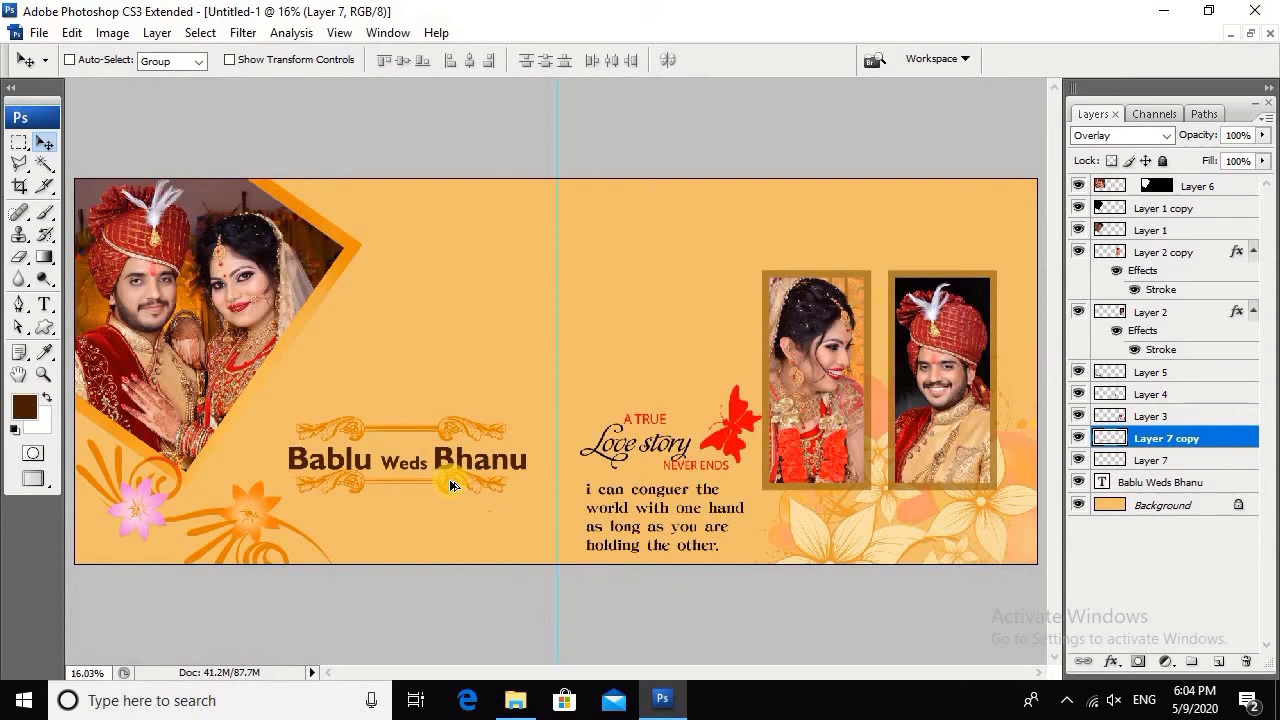 Adobe Photoshop CS3 Extended - [Untitled-1 @ 16% (Layer 7, RGB/8)]
File Edit Image Layer Select Filter Analysis View Window Help
Auto-Select: Group Show Transform Controls Workspace
Ps
Layers Channels Paths
Overlay Opacity: 100%
Lock: Fill: 100%
Layer 6
Layer 1 copy
Layer 1
Layer 2 copy fx
Effects
Stroke
Layer 2 fx
Effects
Stroke
Layer 5
Layer 4
Layer 3
Layer 7 copy
Layer 7
T Bablu Weds Bhanu
Background
Bablu Weds Bhanu
A TRUE
Love story
NEVER ENDS
i can conguer the
world with one hand
as long as you are
holding the other.
Activate Windows
Go to Settings to activate Windows.
16.03% Doc: 41.2M/87.7M
Type here to search
Ps
ENG
6:04 PM
5/9/2020
2